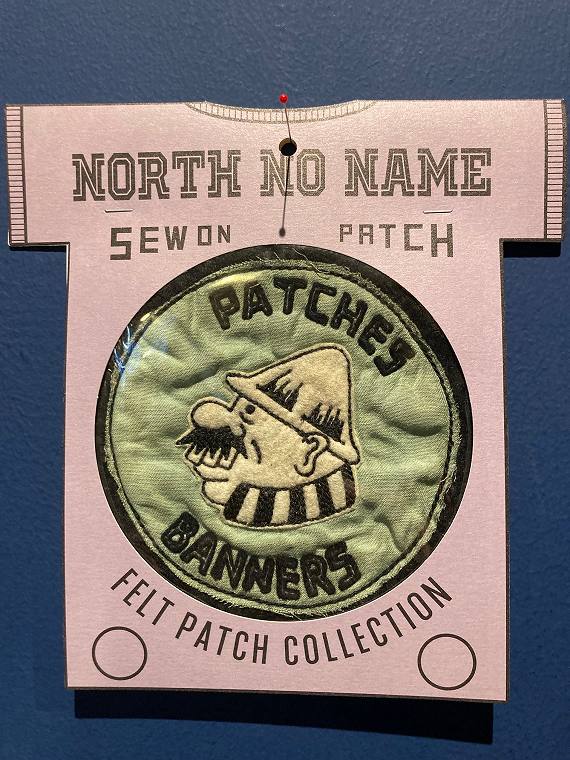 NORTH NO NAME
SEW ON PATCH
PATCHES
BANNERS
FELT PATCH COLLECTION